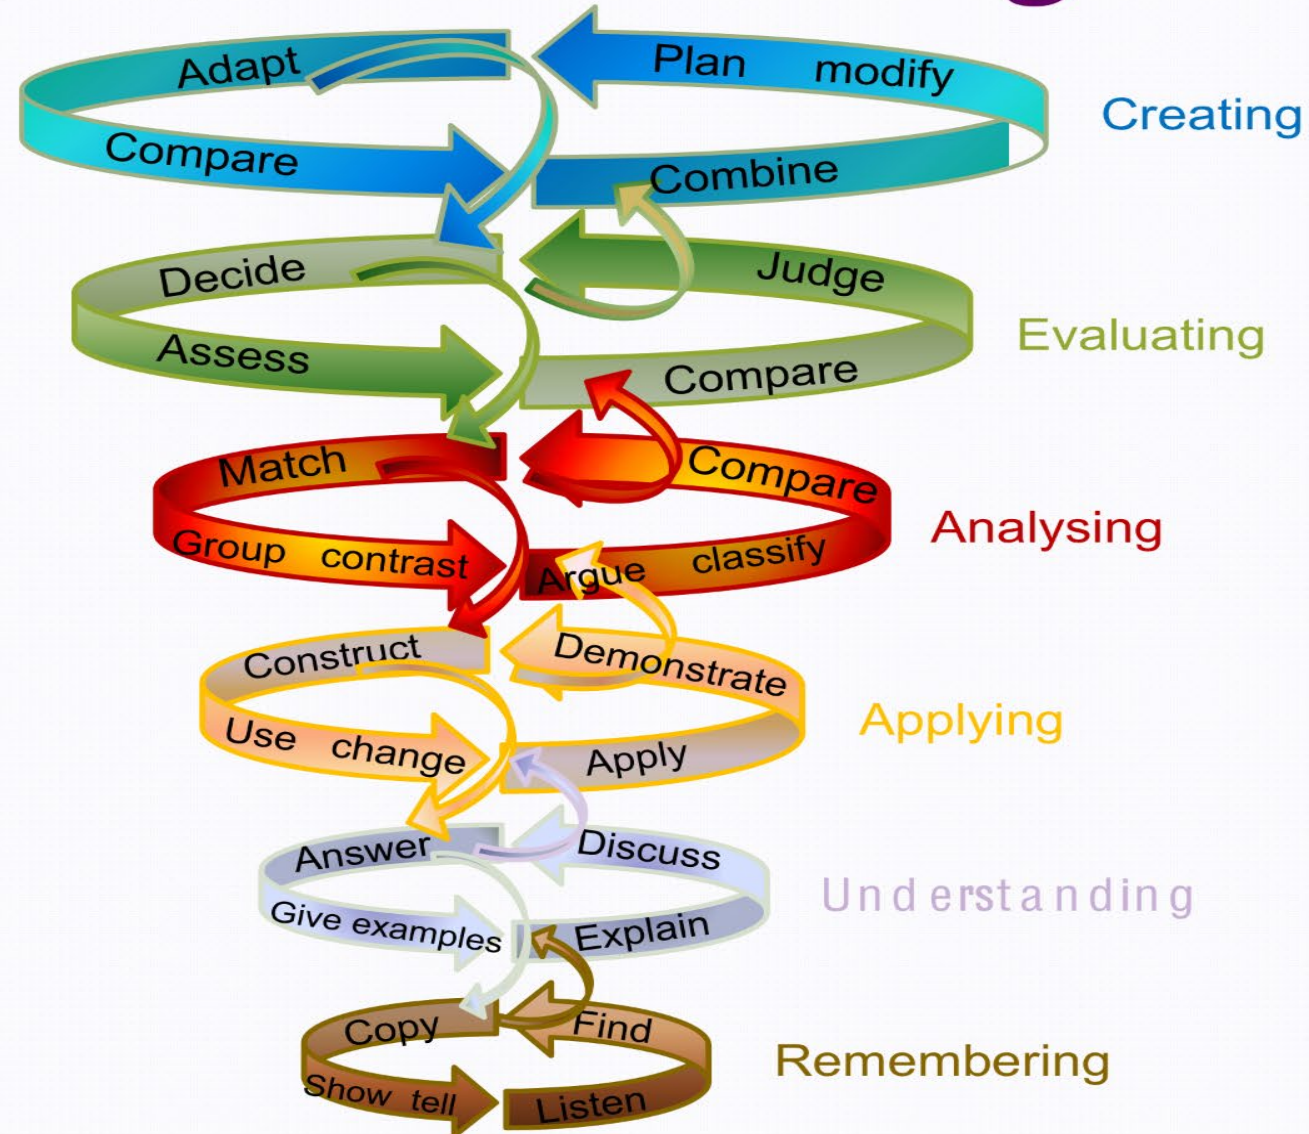 Adapt
Plan modify
Compare
Combine
Creating
Decide
Judge
Assess
Compare
Evaluating
Match
Compare
Group contrast
Argue classify
Analysing
Construct
Demonstrate
Use change
Apply
Applying
Answer
Discuss
Give examples
Explain
Understanding
Copy
Find
Show tell
Listen
Remembering